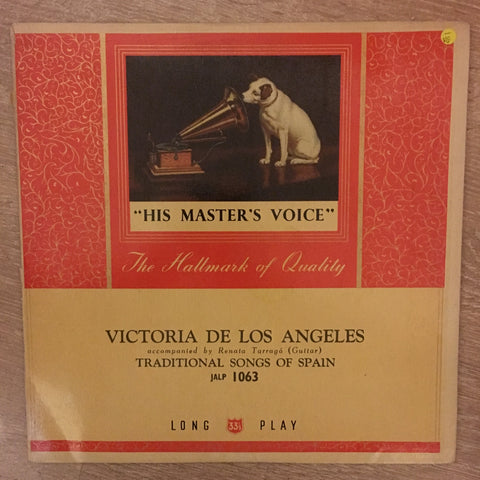 "HIS MASTER'S VOICE"
The Hallmark of Quality
VICTORIA DE LOS ANGELES
accompanied by Renata Tarragó (Guitar)
TRADITIONAL SONGS OF SPAIN
JALP 1063
LONG 33⅓ PLAY